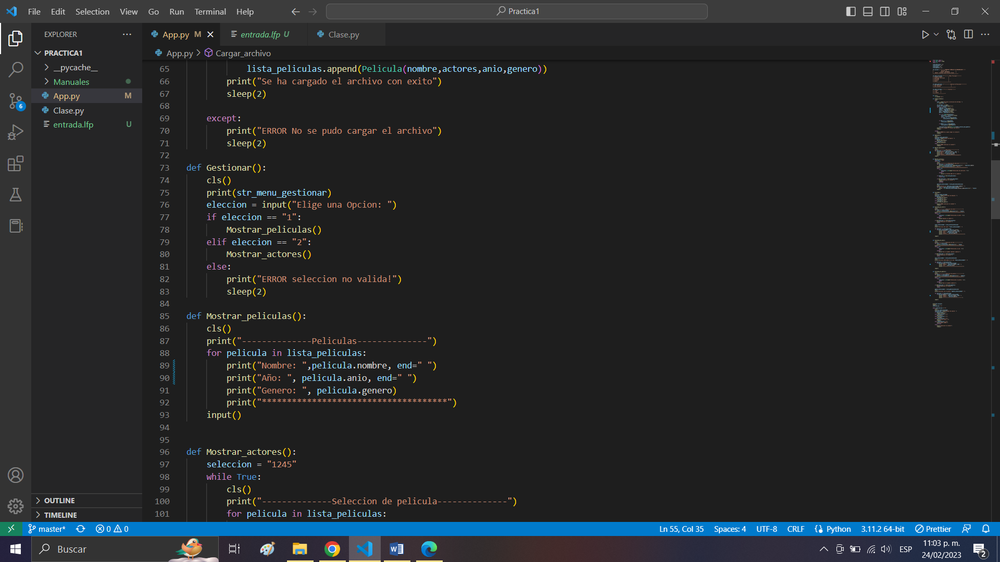 File Edit Selection View Go Run Terminal Help
Practica1
EXPLORER
App.py M
entrada.lfp U
Clase.py
PRACTICA1
App.py > Cargar_archivo
__pycache__
Manuales
App.py M
Clase.py
entrada.lfp U
65 lista_peliculas.append(Pelicula(nombre,actores,anio,genero))
66 print("Se ha cargado el archivo con exito")
67 sleep(2)
68
69 except:
70 print("ERROR No se pudo cargar el archivo")
71 sleep(2)
72
73 def Gestionar():
74 cls()
75 print(str_menu_gestionar)
76 eleccion = input("Elige una Opcion: ")
77 if eleccion == "1":
78 Mostrar_peliculas()
79 elif eleccion == "2":
80 Mostrar_actores()
81 else:
82 print("ERROR seleccion no valida!")
83 sleep(2)
84
85 def Mostrar_peliculas():
86 cls()
87 print("--------------Peliculas--------------")
88 for pelicula in lista_peliculas:
89 print("Nombre: ",pelicula.nombre, end=" ")
90 print("Año: ", pelicula.anio, end=" ")
91 print("Genero: ", pelicula.genero)
92 print("*************************************")
93 input()
94
95
96 def Mostrar_actores():
97 seleccion = "1245"
98 while True:
99 cls()
100 print("--------------Seleccion de pelicula--------------")
101 for pelicula in lista_peliculas:
OUTLINE
TIMELINE
6
master* 0 0
Ln 55, Col 35 Spaces: 4 UTF-8 CRLF Python 3.11.2 64-bit Prettier
Buscar
ESP
11:03 p. m.
24/02/2023
2